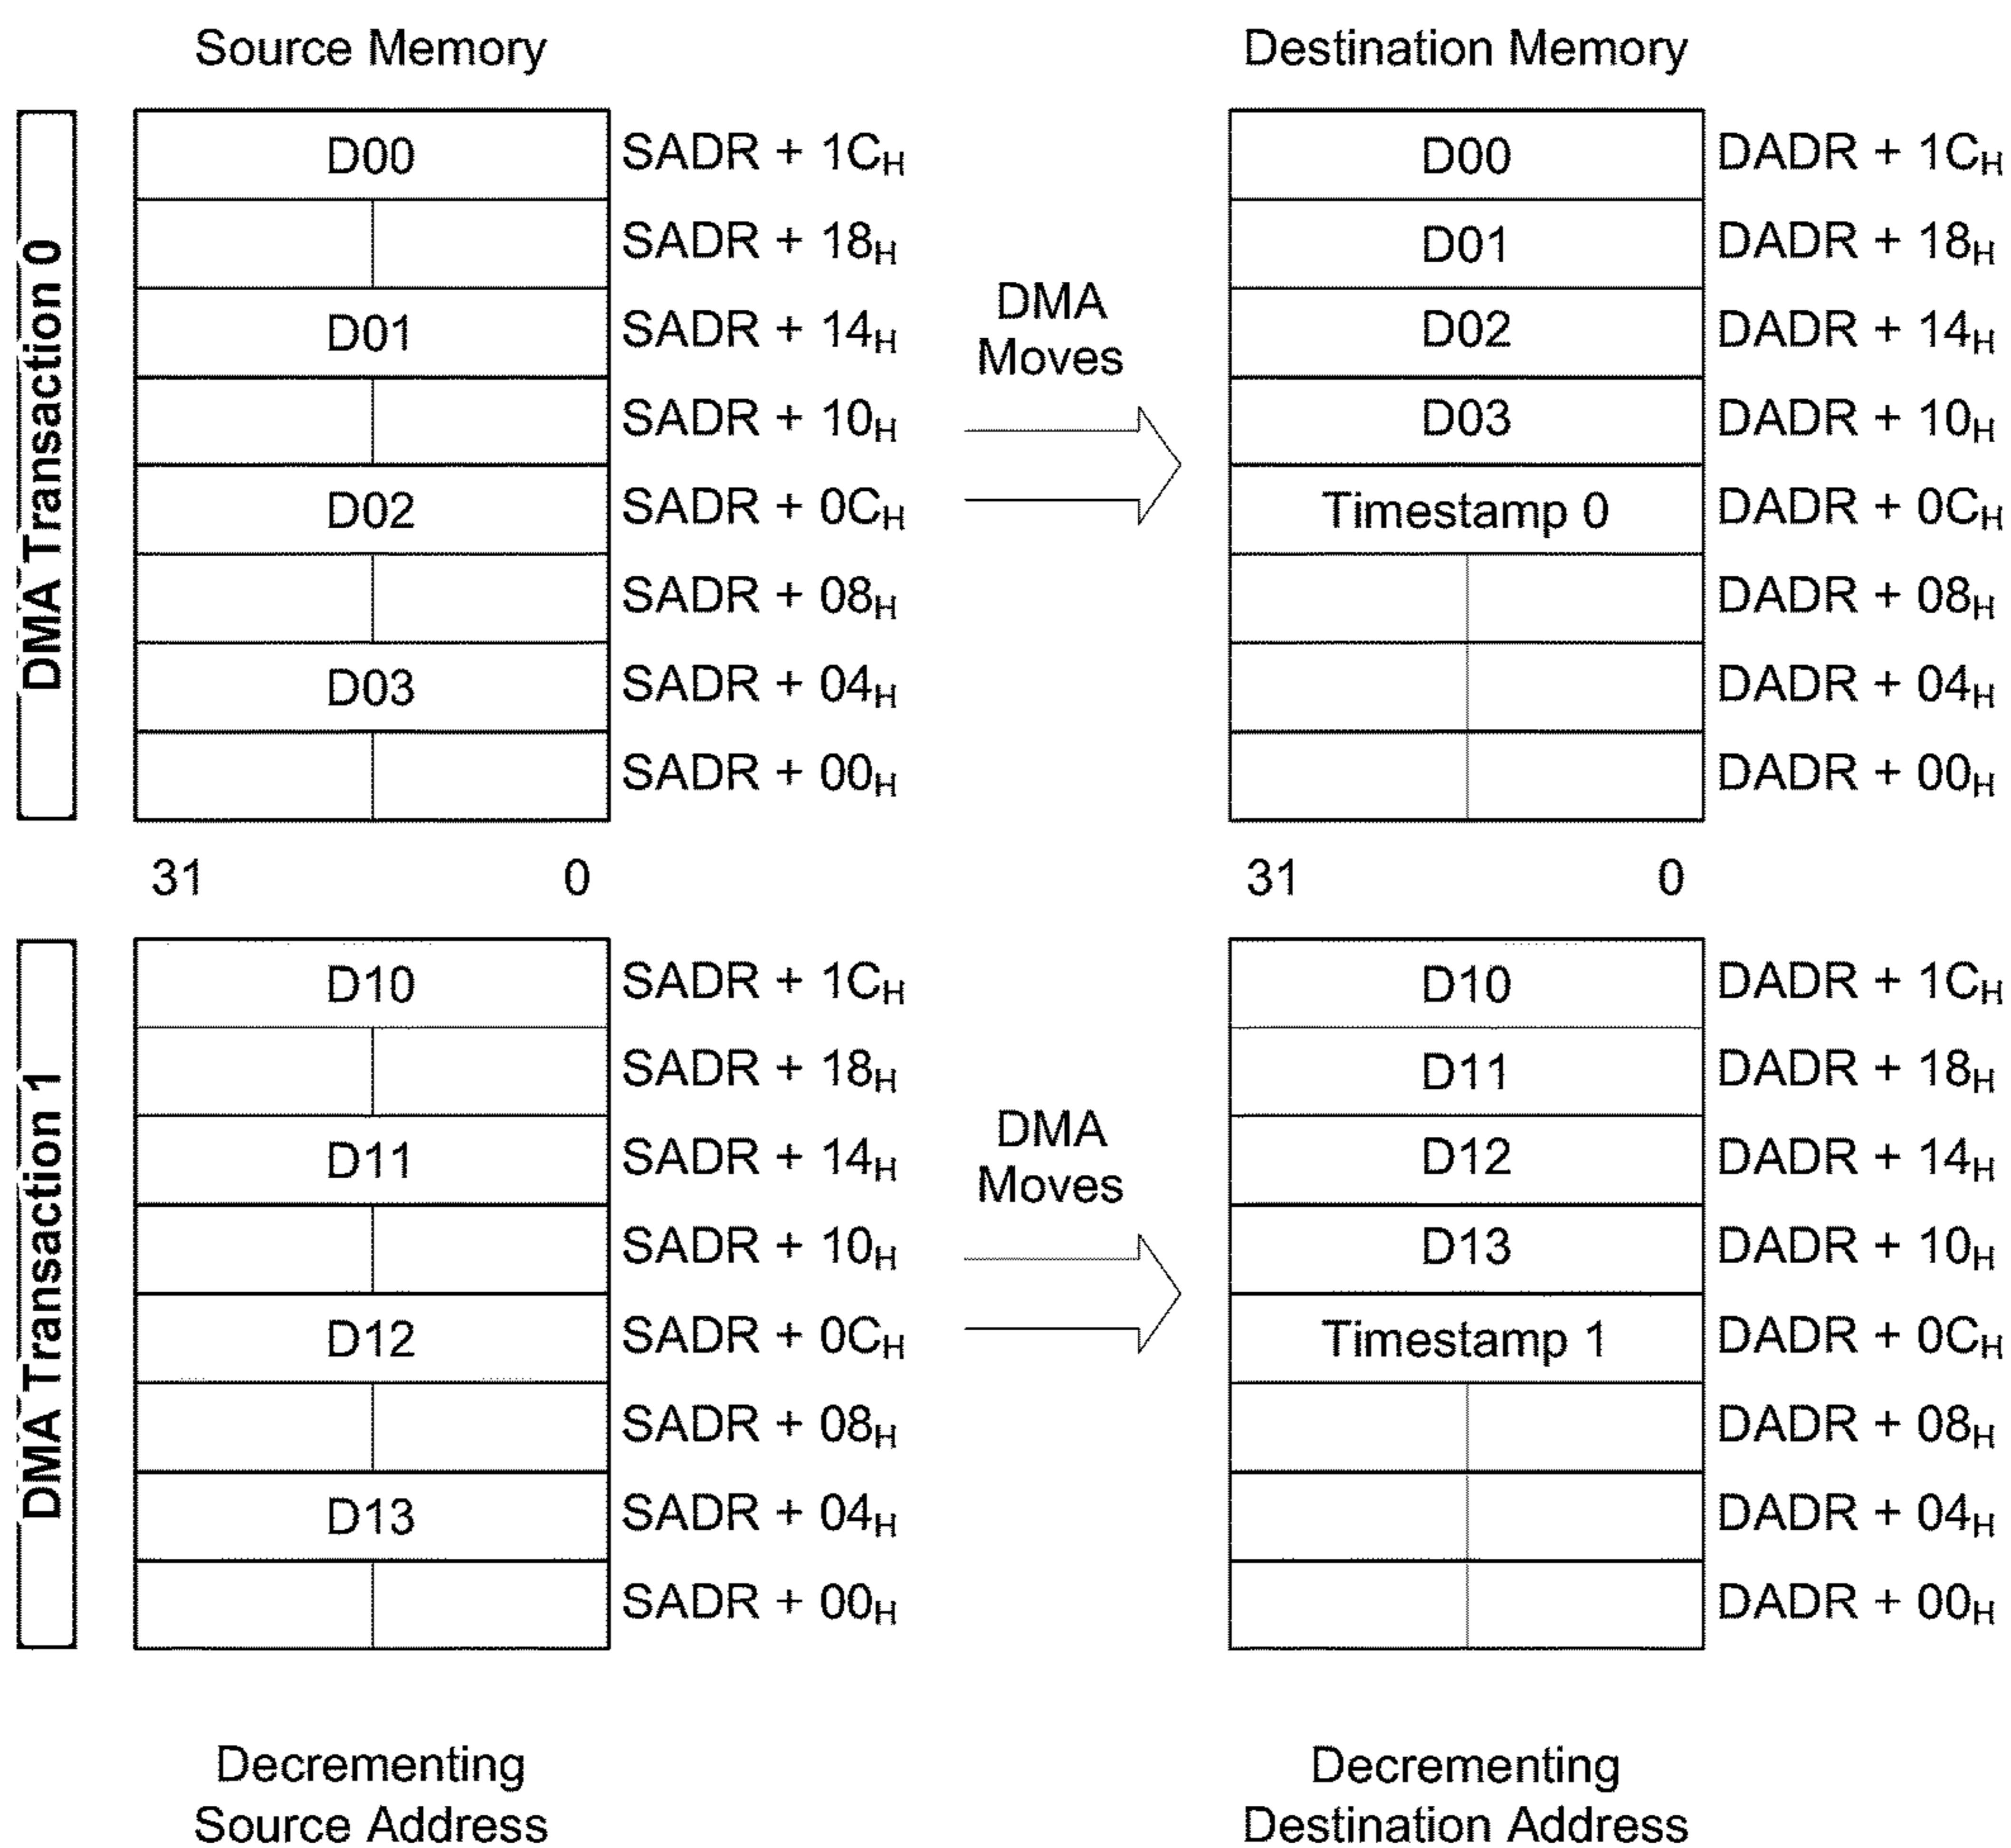 Source Memory
Destination Memory
DMA Transaction 0
D00 SADR + 1CH
SADR + 18H
D01 SADR + 14H
SADR + 10H
D02 SADR + 0CH
SADR + 08H
D03 SADR + 04H
SADR + 00H
31 0
DMA
Moves
D00 DADR + 1CH
D01 DADR + 18H
D02 DADR + 14H
D03 DADR + 10H
Timestamp 0 DADR + 0CH
DADR + 08H
DADR + 04H
DADR + 00H
31 0
DMA Transaction 1
D10 SADR + 1CH
SADR + 18H
D11 SADR + 14H
SADR + 10H
D12 SADR + 0CH
SADR + 08H
D13 SADR + 04H
SADR + 00H
DMA
Moves
D10 DADR + 1CH
D11 DADR + 18H
D12 DADR + 14H
D13 DADR + 10H
Timestamp 1 DADR + 0CH
DADR + 08H
DADR + 04H
DADR + 00H
Decrementing
Source Address
Decrementing
Destination Address